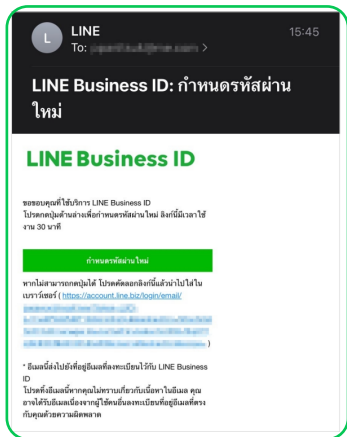 L
LINE
15:45
To:
LINE Business ID: กำหนดรหัสผ่าน
ใหม่
LINE Business ID
ขอขอบคุณที่ใช้บริการ LINE Business ID
โปรดกดปุ่มด้านล่างเพื่อกำหนดรหัสผ่านใหม่ ลิงก์นี้มีเวลาใช้
งาน 30 นาที
กำหนดรหัสผ่านใหม่
หากไม่สามารถกดปุ่มได้ โปรดคัดลอกลิงก์นี้แล้วนำไปใส่ใน
เบราว์เซอร์ ( https://account.line.biz/login/email/
)
* อีเมลนี้ส่งไปยังที่อยู่อีเมลที่ลงทะเบียนไว้กับ LINE Business
ID
โปรดทิ้งอีเมลนี้หากคุณไม่ทราบเกี่ยวกับเนื้อหาในอีเมล คุณ
อาจได้รับอีเมลเนื่องจากผู้ใช้คนอื่นลงทะเบียนที่อยู่อีเมลที่ตรง
กับคุณด้วยความผิดพลาด